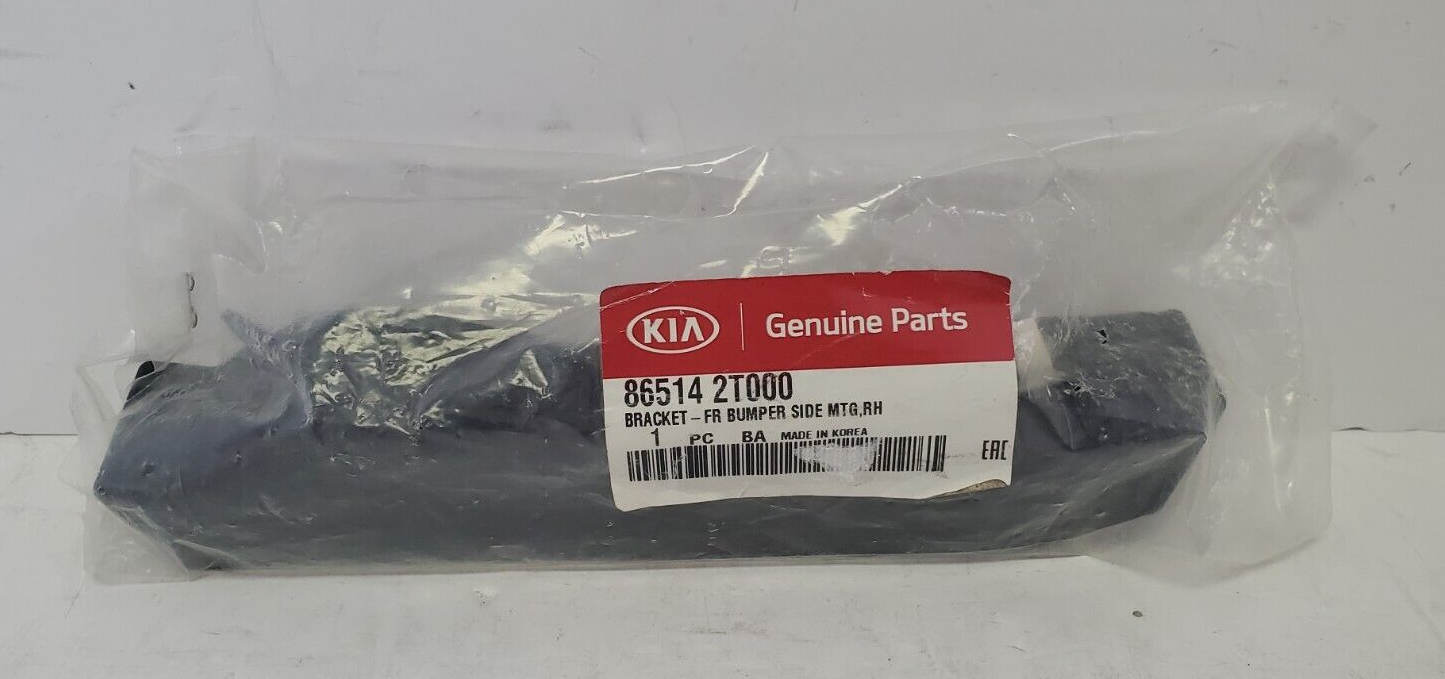 KIA Genuine Parts
86514 2T000
BRACKET-FR BUMPER SIDE MTG,RH
1 PC BA MADE IN KOREA
EAC